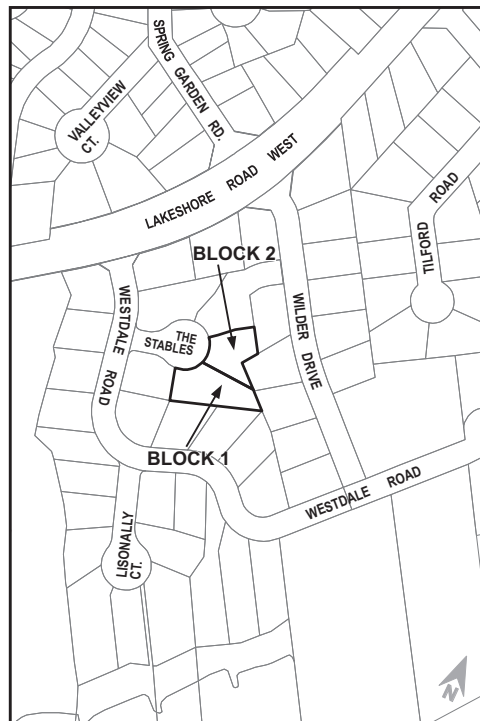 SPRING GARDEN RD.
VALLEYVIEW
CT.
LAKESHORE ROAD WEST
TILFORD ROAD
BLOCK 2
WESTDALE ROAD
THE
STABLES
WILDER DRIVE
BLOCK 1
WESTDALE ROAD
LISONALLY
CT.
N